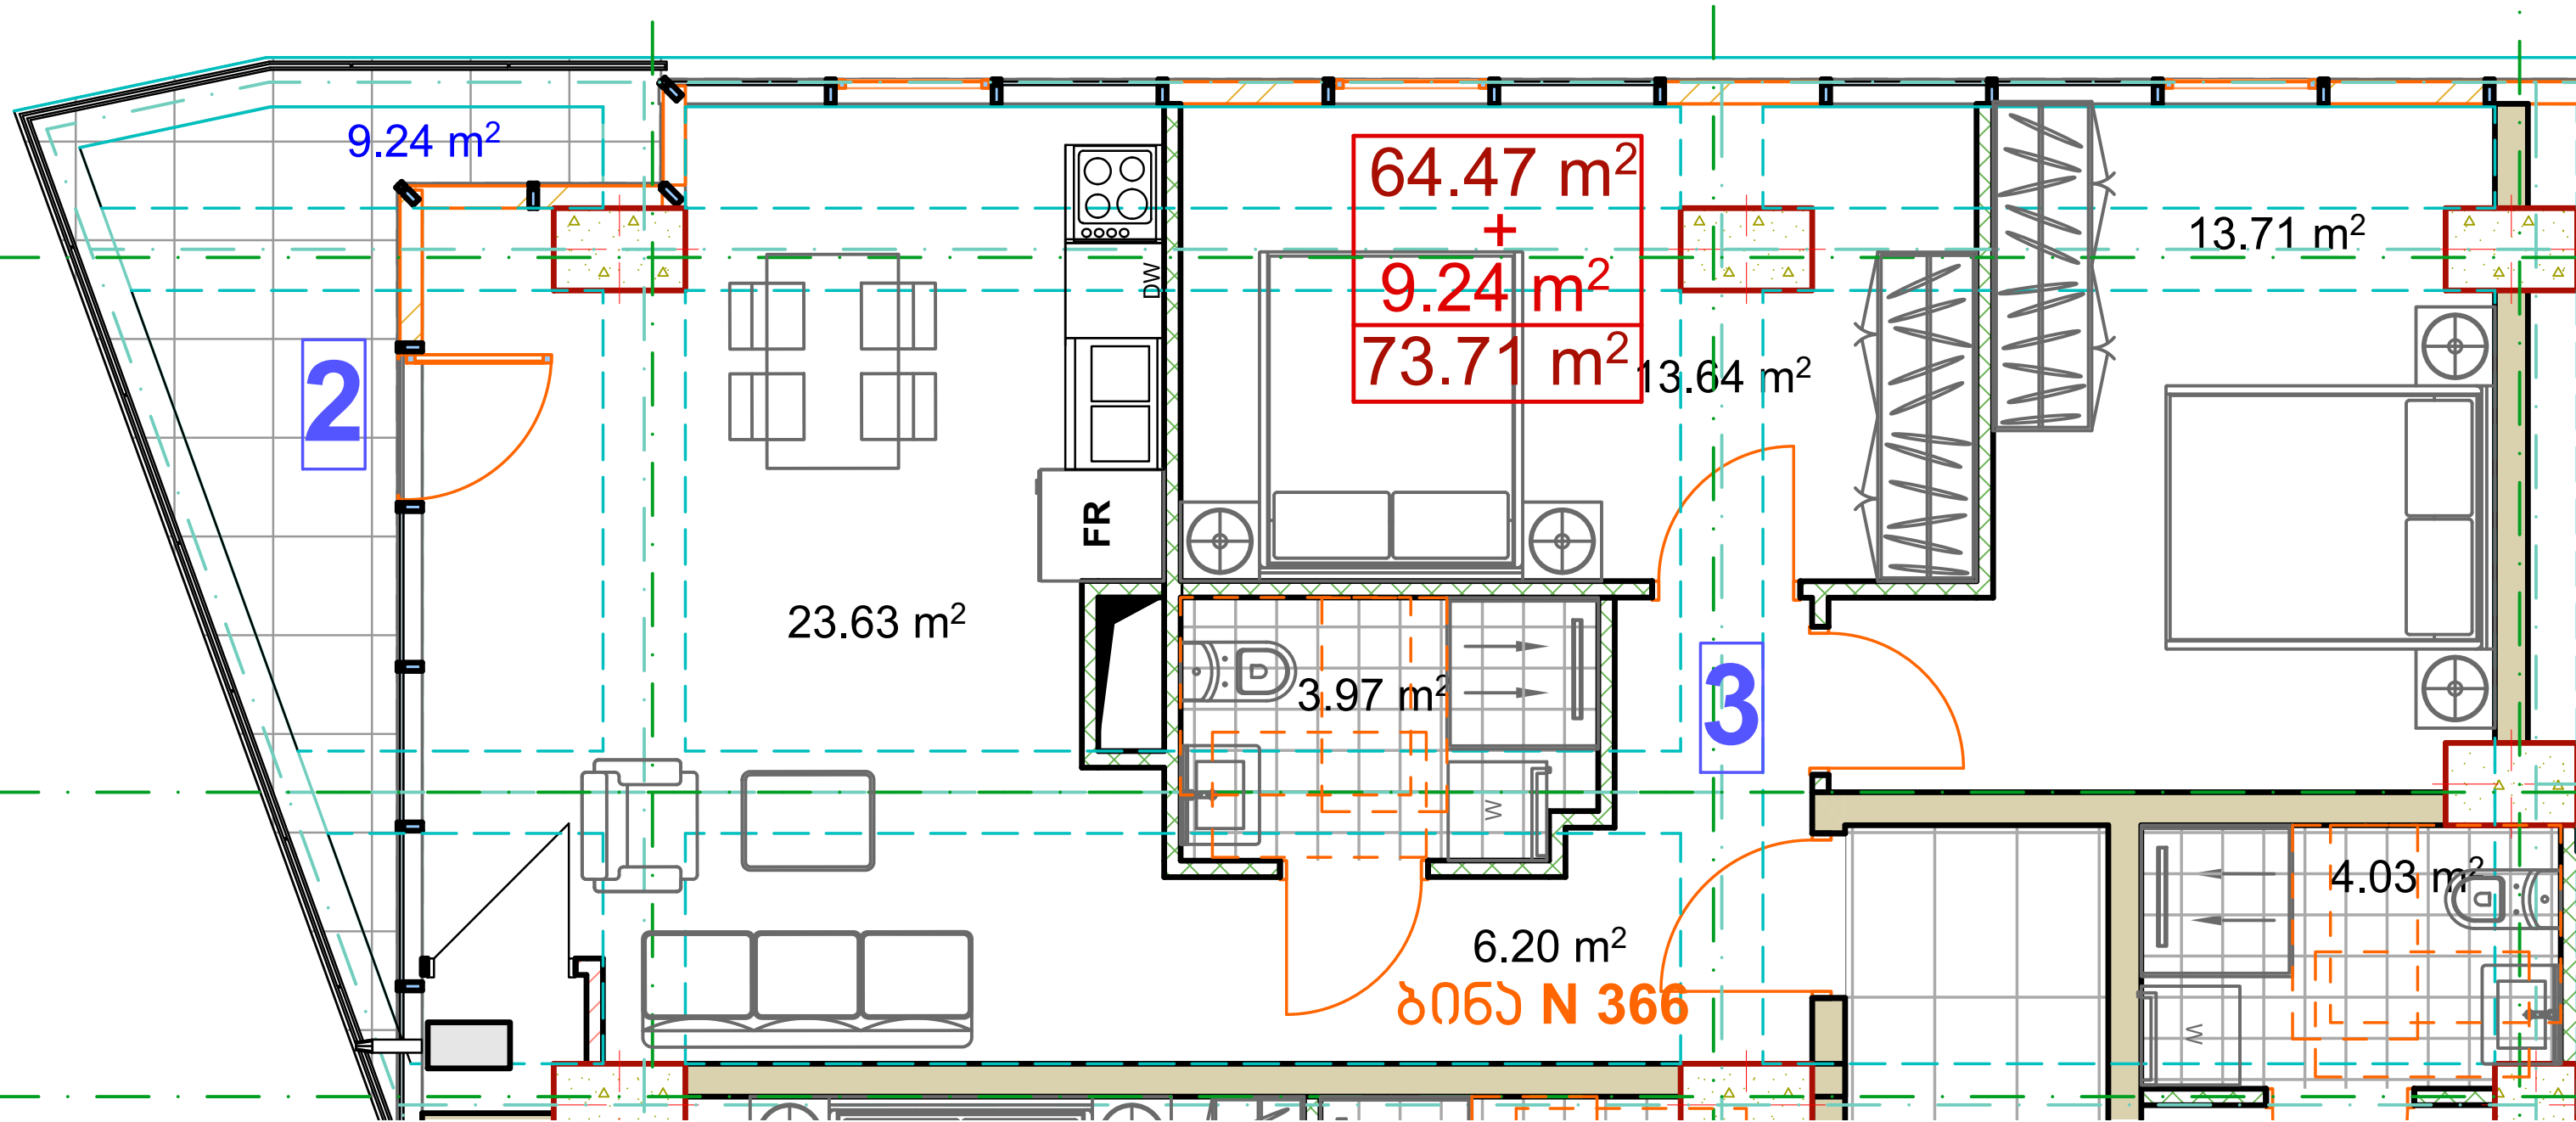 9.24 m²
64.47 m²
+
9.24 m²
73.71 m²
13.71 m²
DW
2
13.64 m²
FR
23.63 m²
3.97 m²
3
W
4.03 m²
6.20 m²
ბინა N 366
W